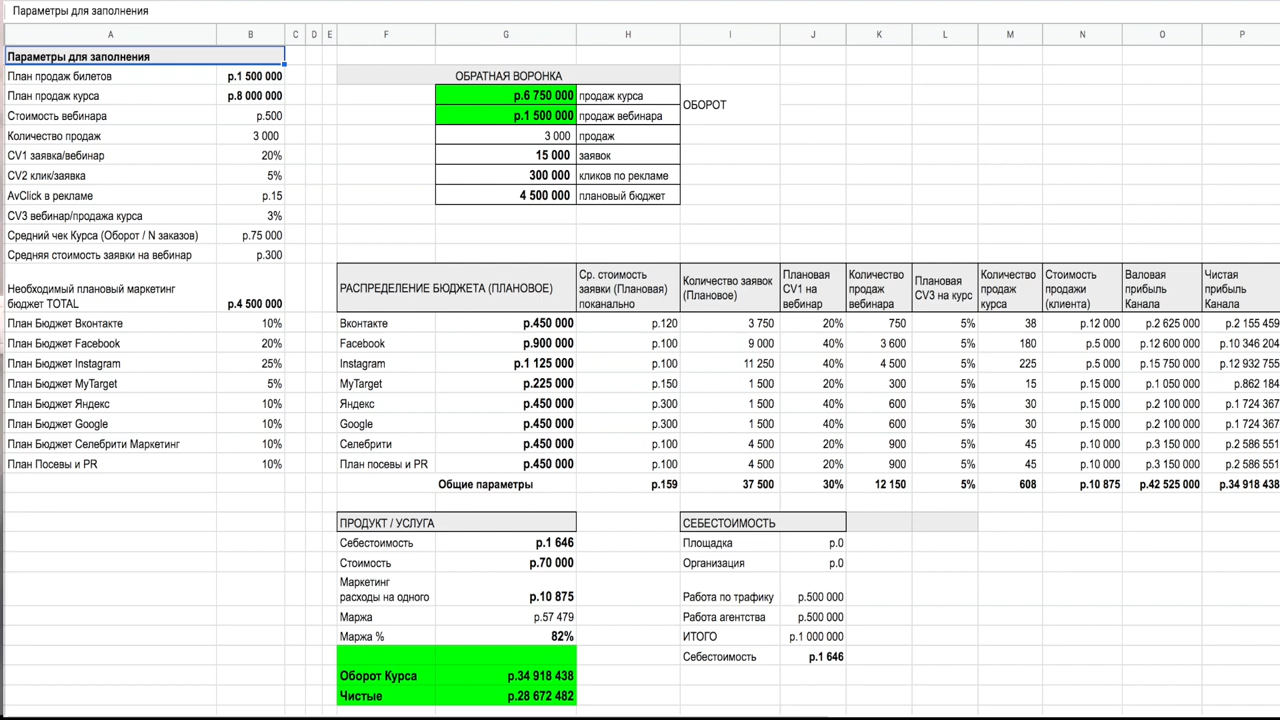 Параметры для заполнения
A B C D E F G H I J K L M N O P
Параметры для заполнения
План продаж билетов р.1 500 000 ОБРАТНАЯ ВОРОНКА
План продаж курса р.8 000 000 р.6 750 000 продаж курса ОБОРОТ
Стоимость вебинара р.500 р.1 500 000 продаж вебинара
Количество продаж 3 000 3 000 продаж
CV1 заявка/вебинар 20% 15 000 заявок
CV2 клик/заявка 5% 300 000 кликов по рекламе
AvClick в рекламе р.15 4 500 000 плановый бюджет
CV3 вебинар/продажа курса 3%
Средний чек Курса (Оборот / N заказов) р.75 000
Средняя стоимость заявки на вебинар р.300
Необходимый плановый маркетинг
бюджет TOTAL р.4 500 000
РАСПРЕДЕЛЕНИЕ БЮДЖЕТА (ПЛАНОВОЕ)
Ср. стоимость
заявки (Плановая)
поканально
Количество заявок
(Плановое)
Плановая
CV1 на
вебинар
Количество
продаж
вебинара
Плановая
CV3 на курс
Количество
продаж
курса
Стоимость
продажи
(клиента)
Валовая
прибыль
Канала
Чистая
прибыль
Канала
План Бюджет Вконтакте 10% Вконтакте р.450 000 р.120 3 750 20% 750 5% 38 р.12 000 р.2 625 000 р.2 155 459
План Бюджет Facebook 20% Facebook р.900 000 р.100 9 000 40% 3 600 5% 180 р.5 000 р.12 600 000 р.10 346 204
План Бюджет Instagram 25% Instagram р.1 125 000 р.100 11 250 40% 4 500 5% 225 р.5 000 р.15 750 000 р.12 932 755
План Бюджет MyTarget 5% MyTarget р.225 000 р.150 1 500 20% 300 5% 15 р.15 000 р.1 050 000 р.862 184
План Бюджет Яндекс 10% Яндекс р.450 000 р.300 1 500 40% 600 5% 30 р.15 000 р.2 100 000 р.1 724 367
План Бюджет Google 10% Google р.450 000 р.300 1 500 40% 600 5% 30 р.15 000 р.2 100 000 р.1 724 367
План Бюджет Селебрити Маркетинг 10% Селебрити р.450 000 р.100 4 500 20% 900 5% 45 р.10 000 р.3 150 000 р.2 586 551
План Посевы и PR 10% План посевы и PR р.450 000 р.100 4 500 20% 900 5% 45 р.10 000 р.3 150 000 р.2 586 551
Общие параметры р.159 37 500 30% 12 150 5% 608 р.10 875 р.42 525 000 р.34 918 438
ПРОДУКТ / УСЛУГА СЕБЕСТОИМОСТЬ
Себестоимость р.1 646 Площадка р.0
Стоимость р.70 000 Организация р.0
Маркетинг
расходы на одного р.10 875 Работа по трафику р.500 000
Маржа р.57 479 Работа агентства р.500 000
Маржа % 82% ИТОГО р.1 000 000
Себестоимость р.1 646
Оборот Курса р.34 918 438
Чистые р.28 672 482